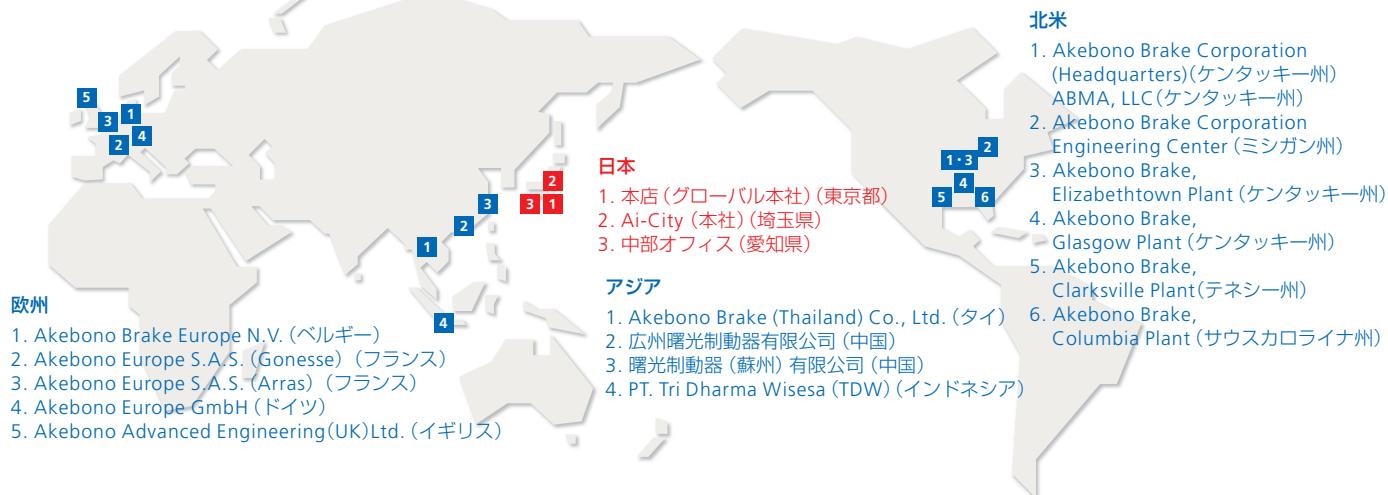 5
3
1
2
4
1
2
3
4
2
3
1
2
1・3
4
5
6
欧州
1. Akebono Brake Europe N.V.（ベルギー）
2. Akebono Europe S.A.S.（Gonesse）（フランス）
3. Akebono Europe S.A.S.（Arras）（フランス）
4. Akebono Europe GmbH（ドイツ）
5. Akebono Advanced Engineering(UK)Ltd.（イギリス）
日本
1. 本店（グローバル本社）（東京都）
2. Ai-City（本社）（埼玉県）
3. 中部オフィス（愛知県）
アジア
1. Akebono Brake (Thailand) Co., Ltd.（タイ）
2. 広州曙光制動器有限公司（中国）
3. 曙光制動器（蘇州）有限公司（中国）
4. PT. Tri Dharma Wisesa（TDW）（インドネシア）
北米
1. Akebono Brake Corporation
(Headquarters)（ケンタッキー州）
ABMA, LLC（ケンタッキー州）
2. Akebono Brake Corporation
Engineering Center（ミシガン州）
3. Akebono Brake,
Elizabethtown Plant（ケンタッキー州）
4. Akebono Brake,
Glasgow Plant（ケンタッキー州）
5. Akebono Brake,
Clarksville Plant（テネシー州）
6. Akebono Brake,
Columbia Plant（サウスカロライナ州）